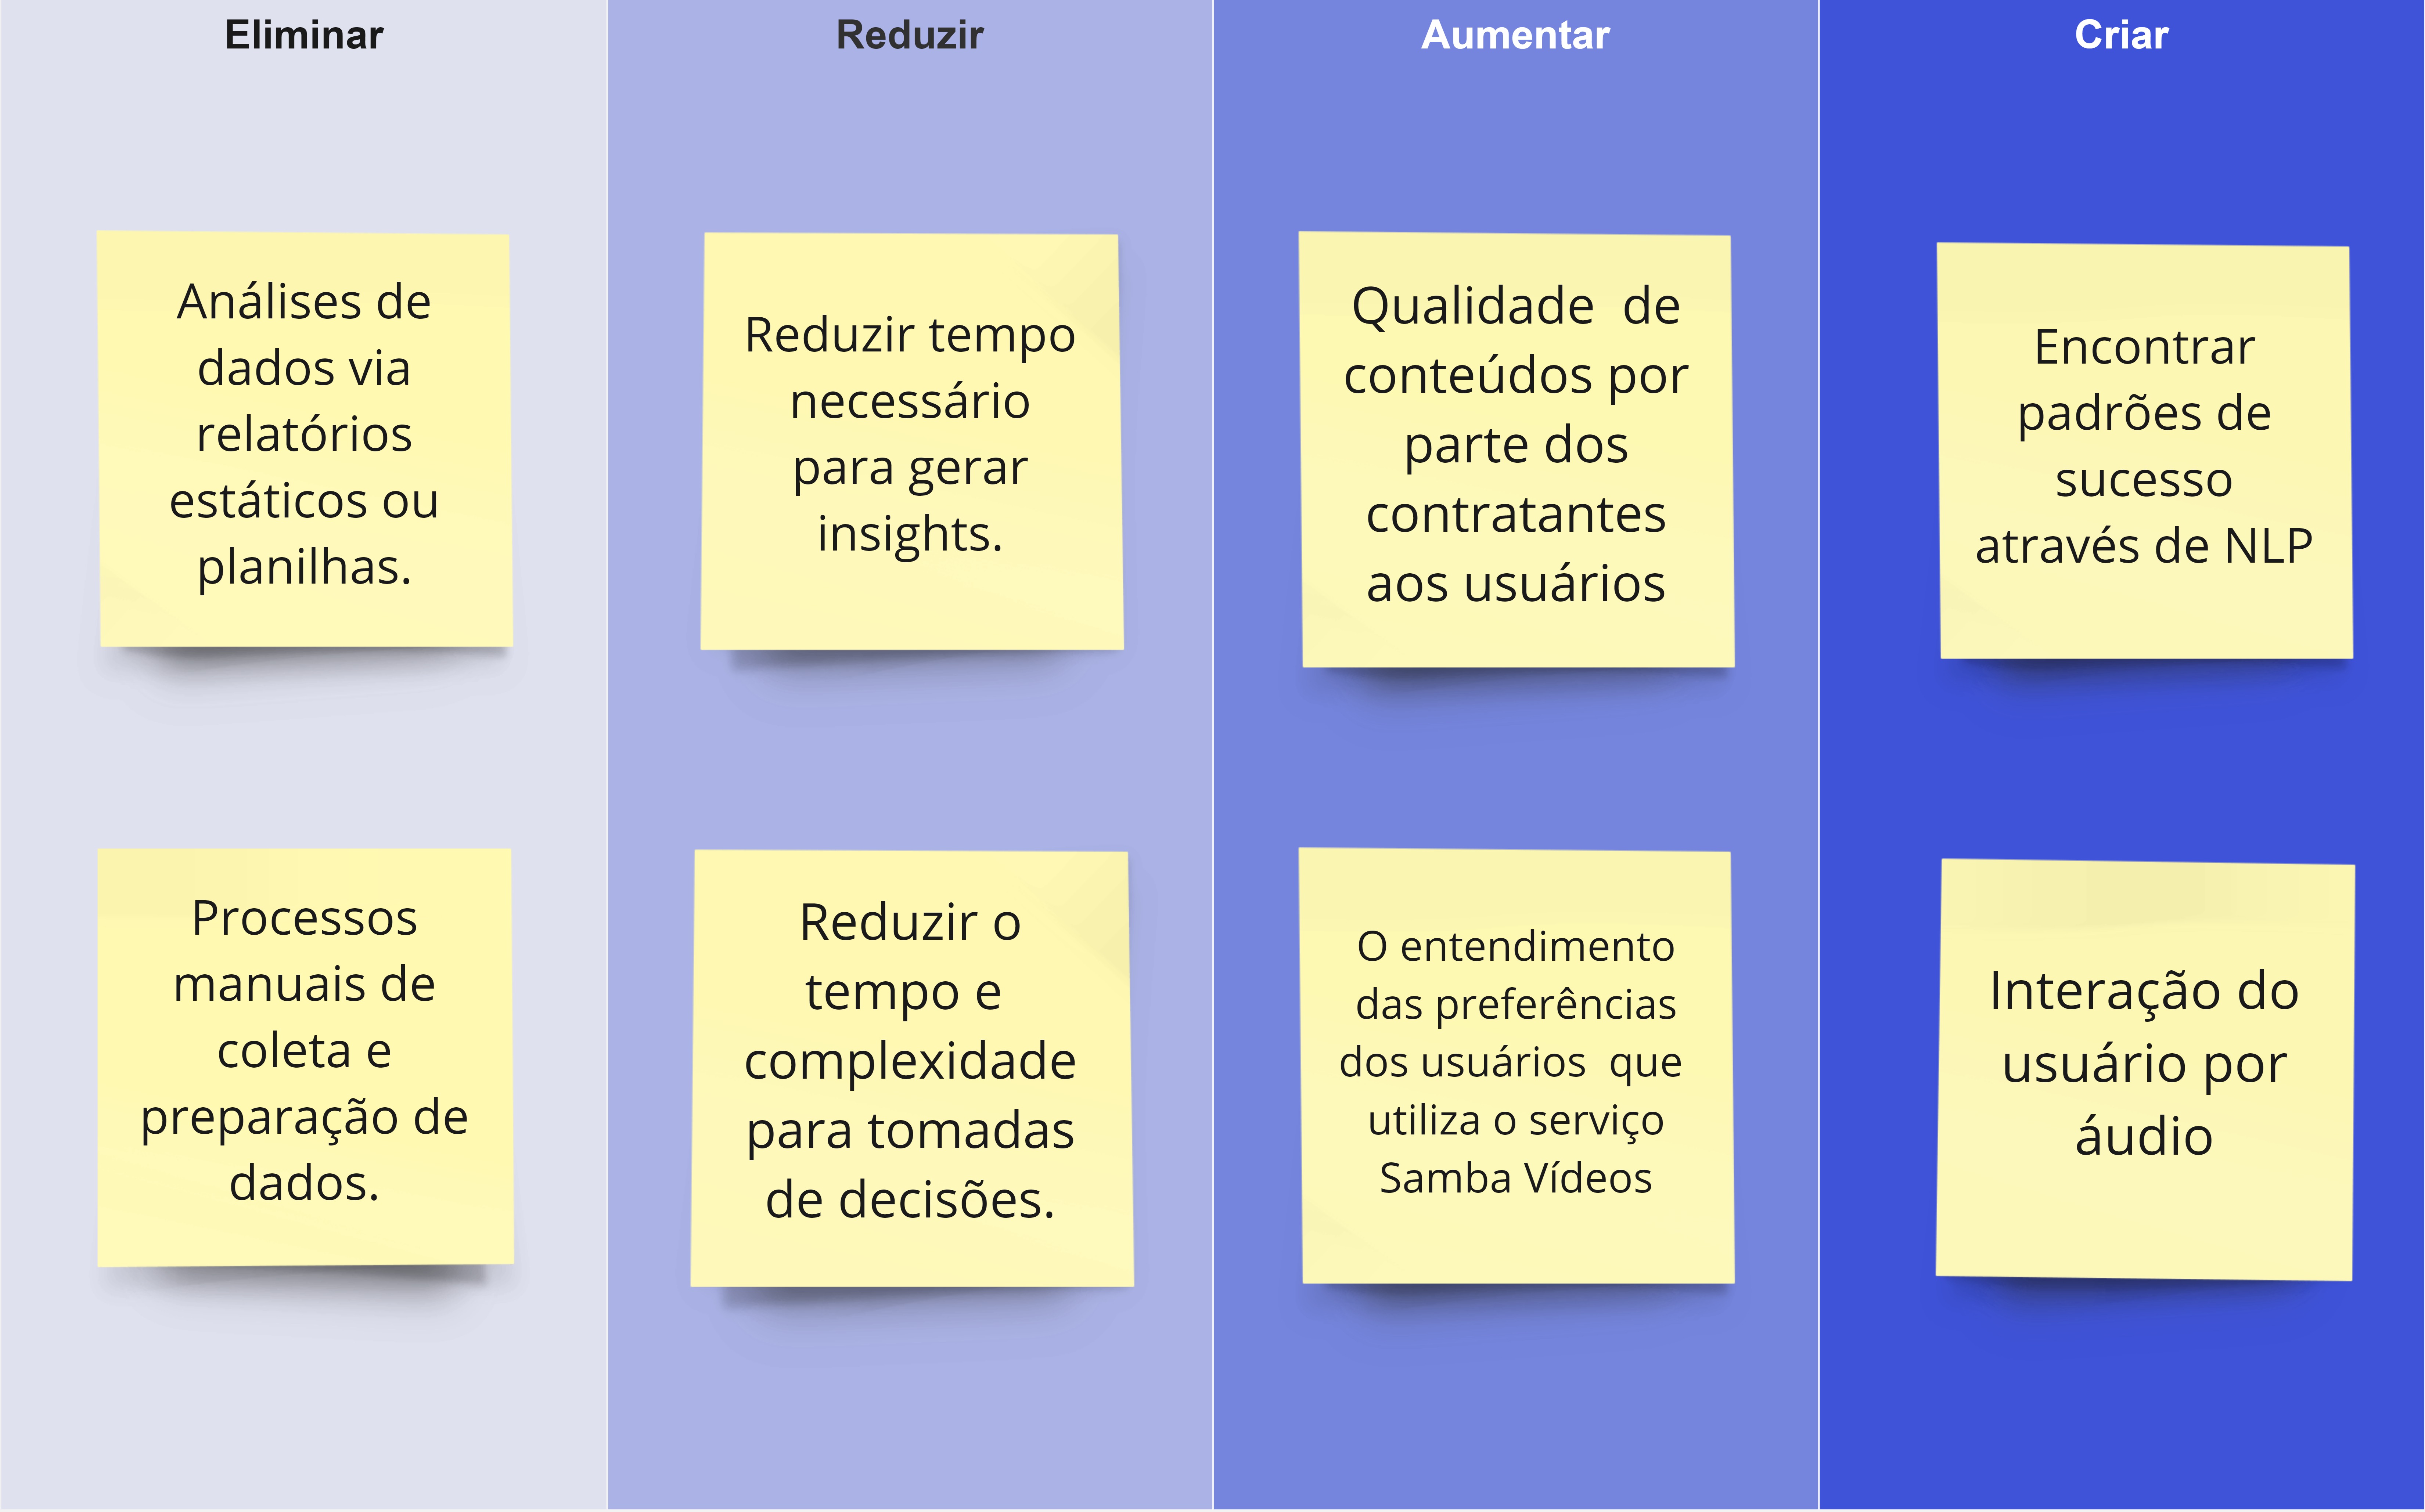 Eliminar
Análises de
dados via
relatórios
estáticos ou
planilhas.
Processos
manuais de
coleta e
preparação de
dados.
Reduzir
Reduzir tempo
necessário
para gerar
insights.
Reduzir o
tempo e
complexidade
para tomadas
de decisões.
Aumentar
Qualidade  de
conteúdos por
parte dos
contratantes
aos usuários
O entendimento
das preferências
dos usuários  que
utiliza o serviço
Samba Vídeos
Criar
Encontrar
padrões de
sucesso
através de NLP
Interação do
usuário por
áudio